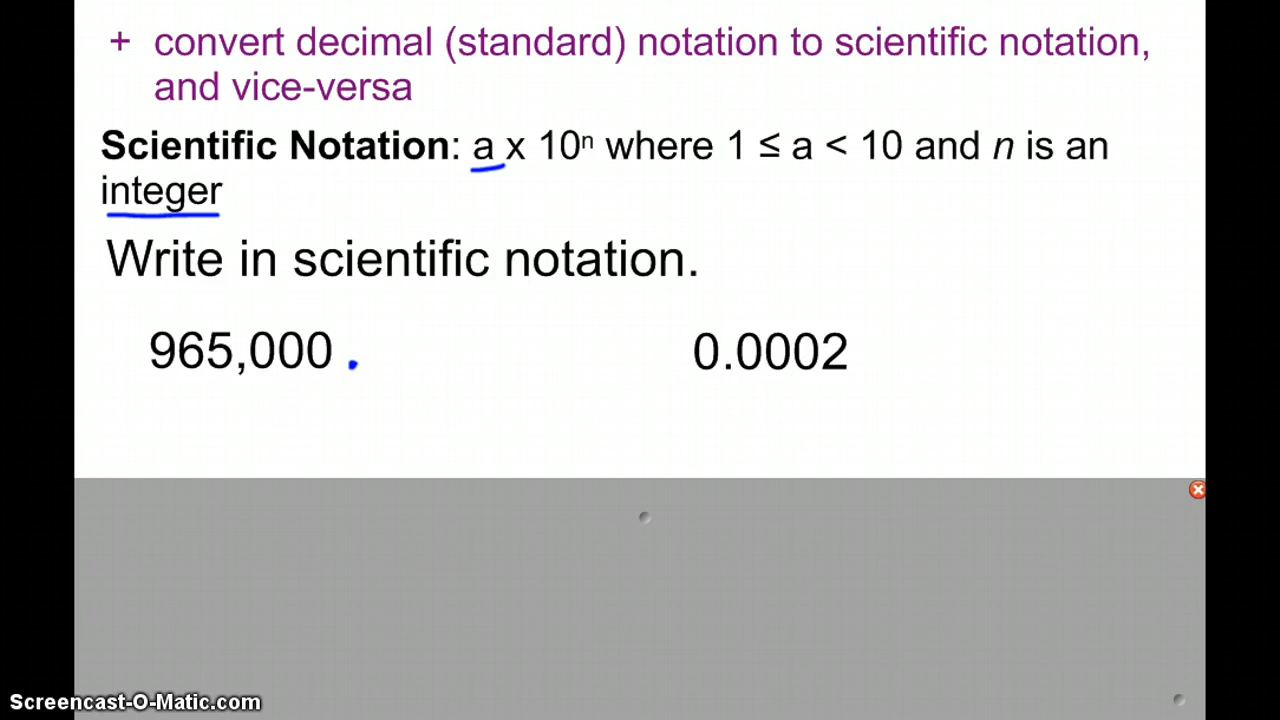 + convert decimal (standard) notation to scientific notation,
and vice-versa
Scientific Notation: a x 10ⁿ where 1 ≤ a < 10 and n is an
integer
Write in scientific notation.
965,000 . 0.0002
Screencast-O-Matic.com